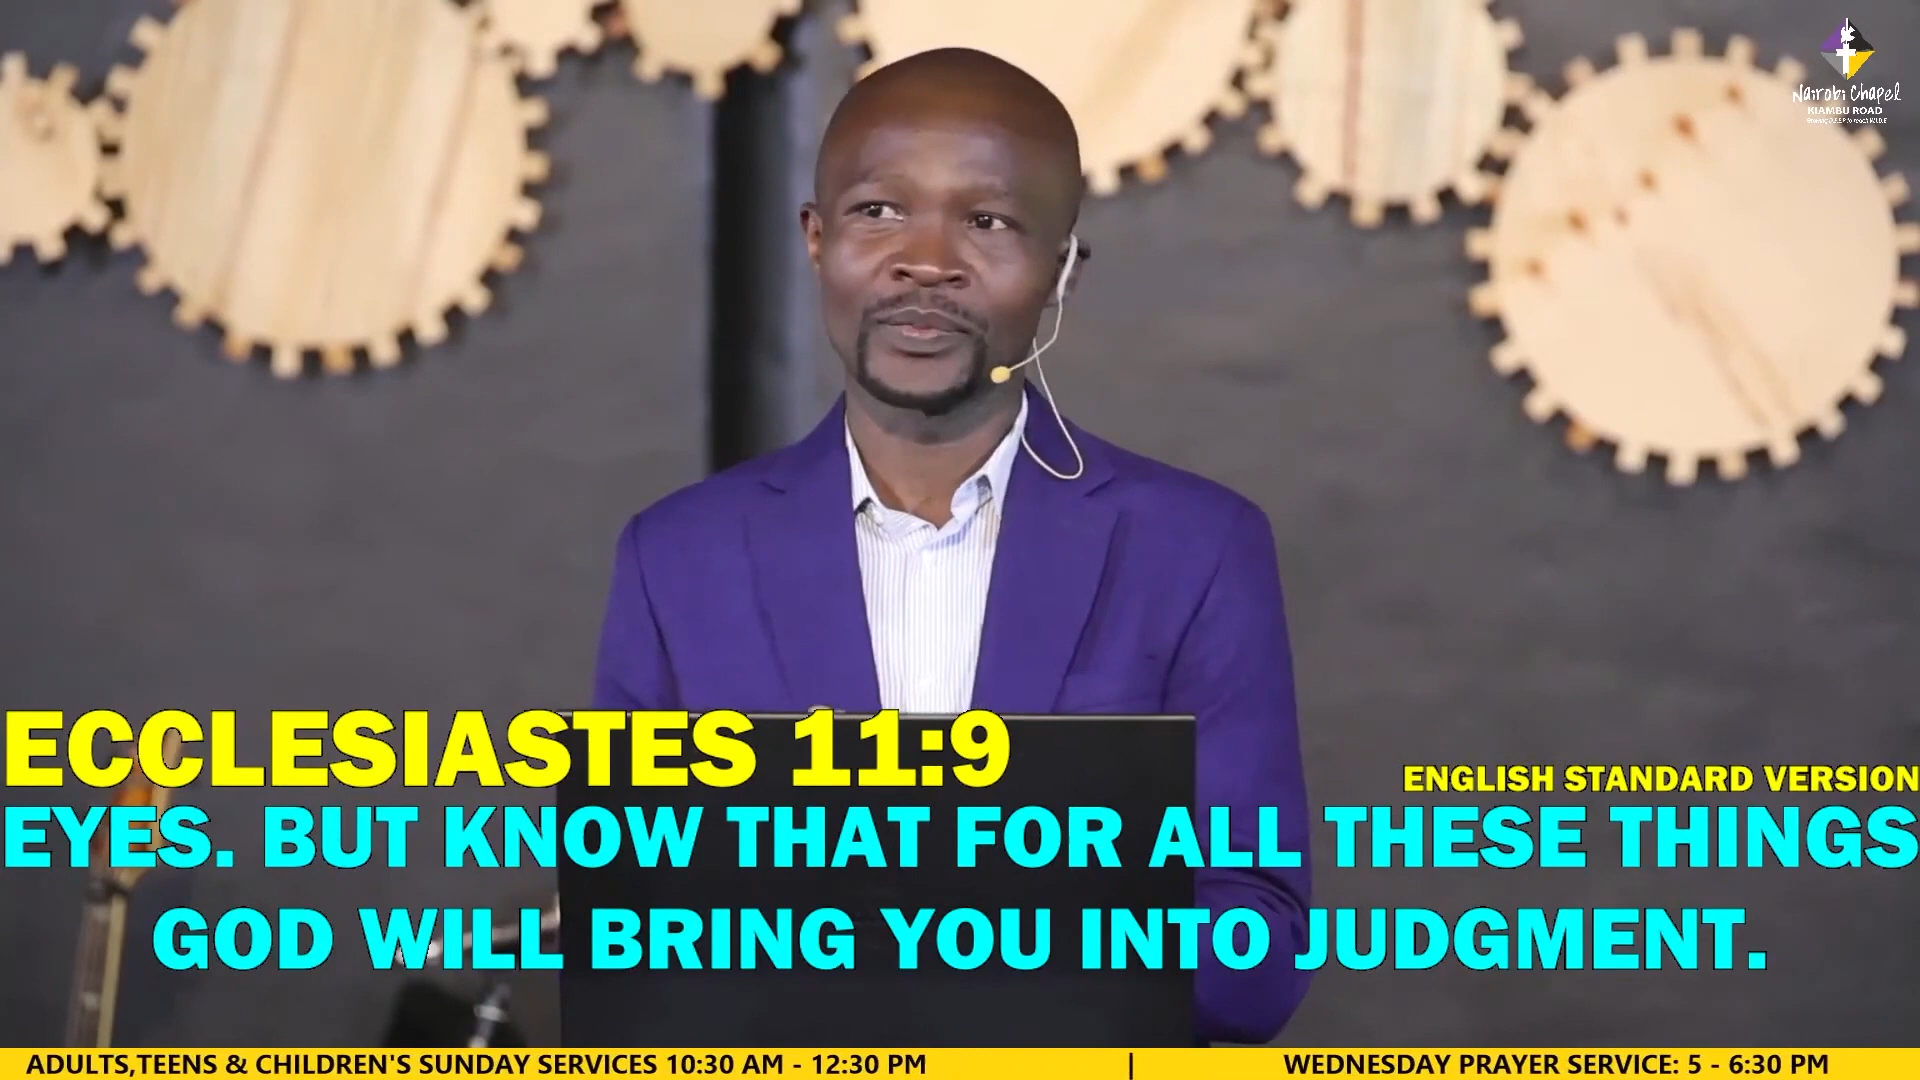 Nairobi Chapel
KIAMBU ROAD
ECCLESIASTES 11:9
ENGLISH STANDARD VERSION
EYES. BUT KNOW THAT FOR ALL THESE THINGS
GOD WILL BRING YOU INTO JUDGMENT.
ADULTS,TEENS & CHILDREN'S SUNDAY SERVICES 10:30 AM - 12:30 PM | WEDNESDAY PRAYER SERVICE: 5 - 6:30 PM